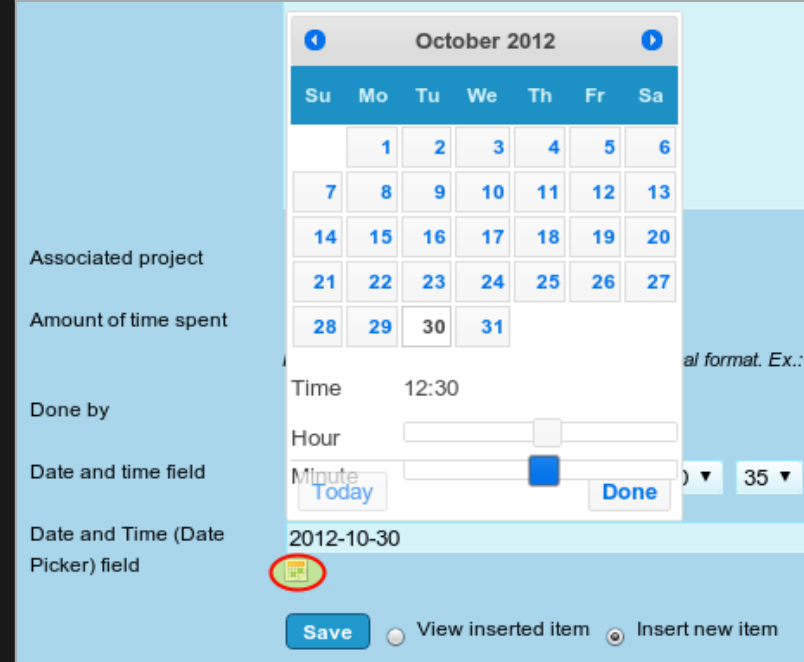 October 2012
Su Mo Tu We Th Fr Sa
1 2 3 4 5 6
7 8 9 10 11 12 13
14 15 16 17 18 19 20
Associated project
21 22 23 24 25 26 27
Amount of time spent
28 29 30 31
al format. Ex.:
Time 12:30
Done by
Hour
Date and time field
Minute
35
Today Done
Date and Time (Date
Picker) field
2012-10-30
Save View inserted item Insert new item